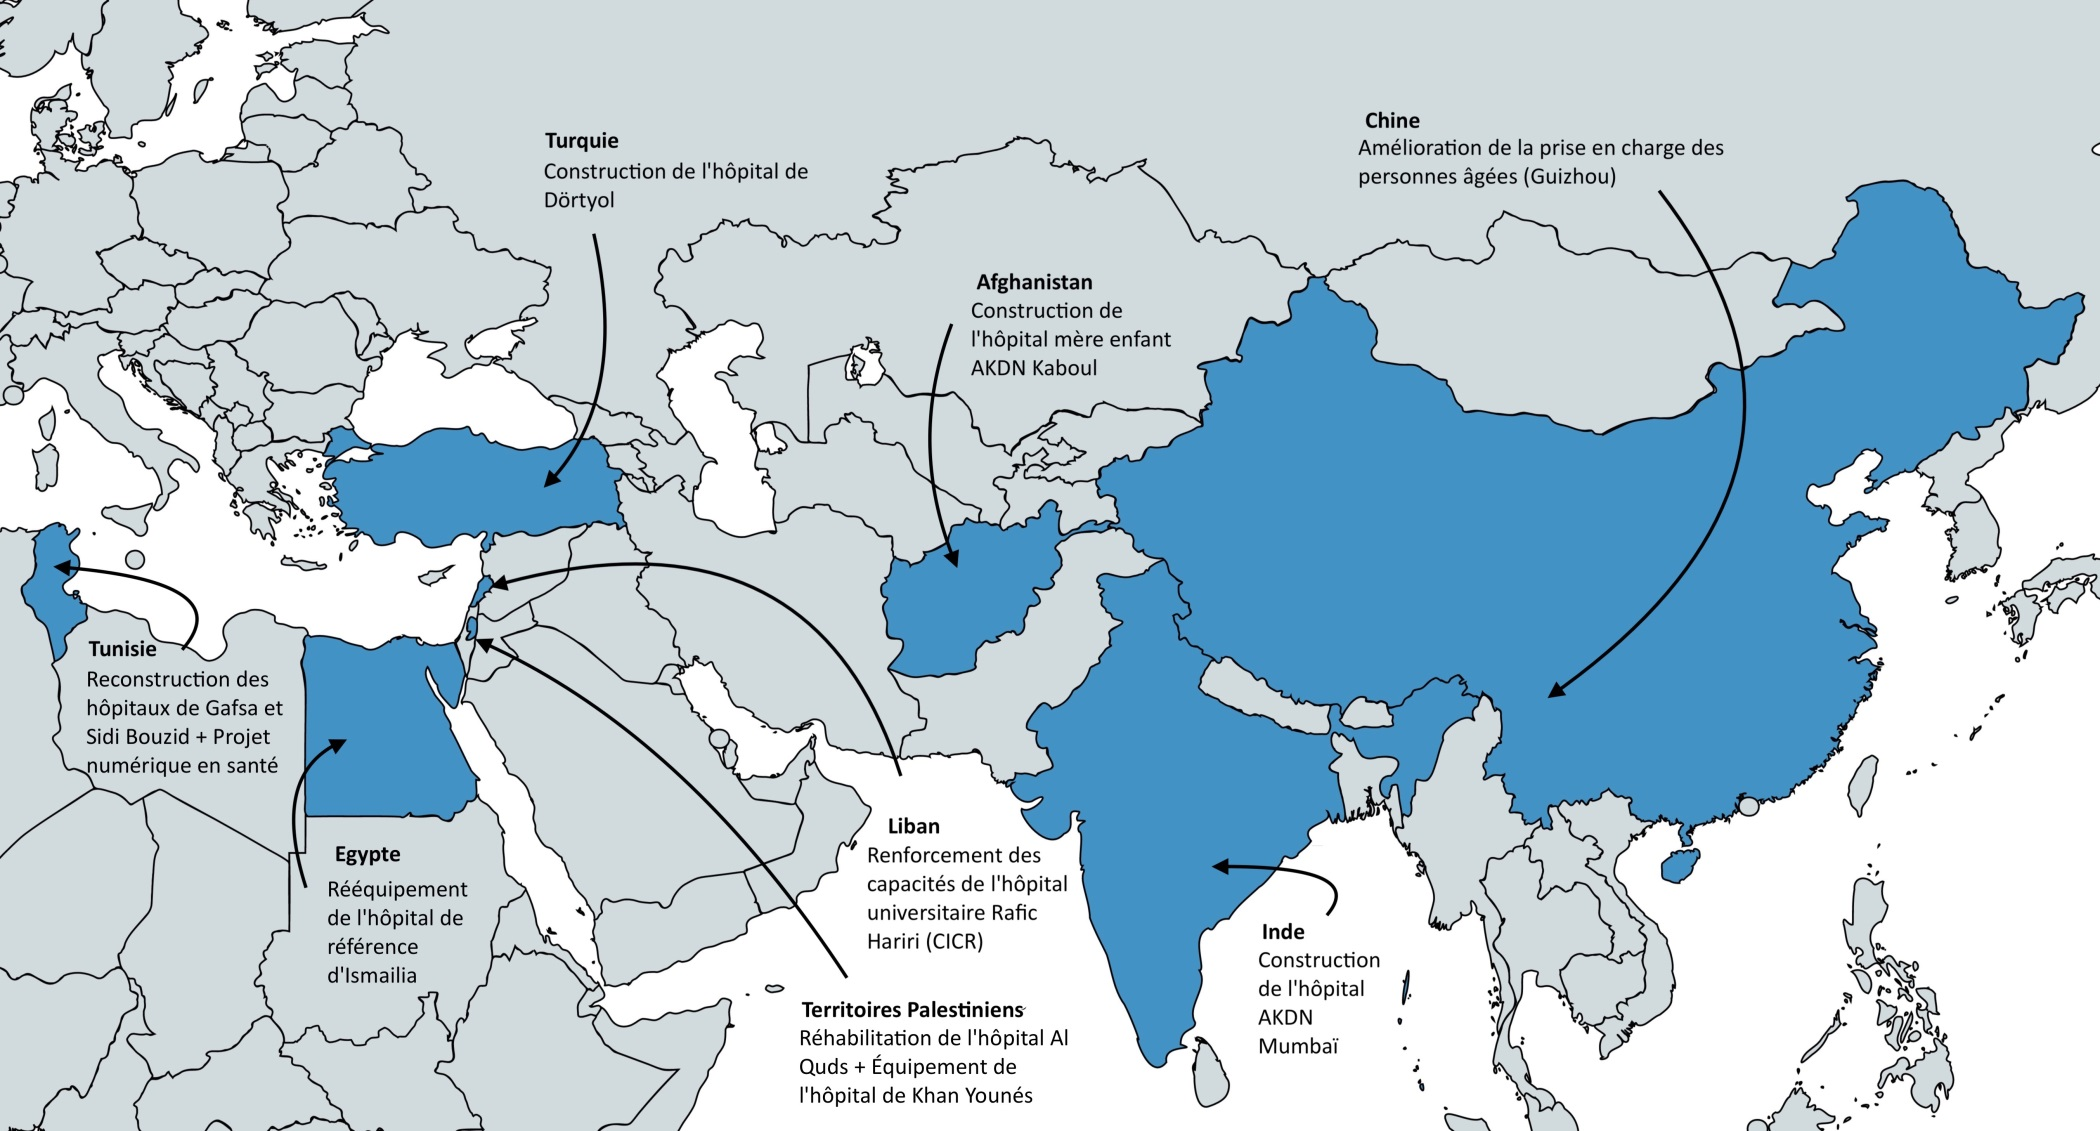 Turquie
Construction de l'hôpital de
Dörtyol
Chine
Amélioration de la prise en charge des
personnes âgées (Guizhou)
Afghanistan
Construction de
l'hôpital mère enfant
AKDN Kaboul
Tunisie
Reconstruction des
hôpitaux de Gafsa et
Sidi Bouzid + Projet
numérique en santé
Egypte
Rééquipement
de l'hôpital de
référence
d'Ismailia
Liban
Renforcement des
capacités de l'hôpital
universitaire Rafic
Hariri (CICR)
Territoires Palestiniens
Réhabilitation de l'hôpital Al
Quds + Équipement de
l'hôpital de Khan Younés
Inde
Construction
de l'hôpital
AKDN
Mumbaï